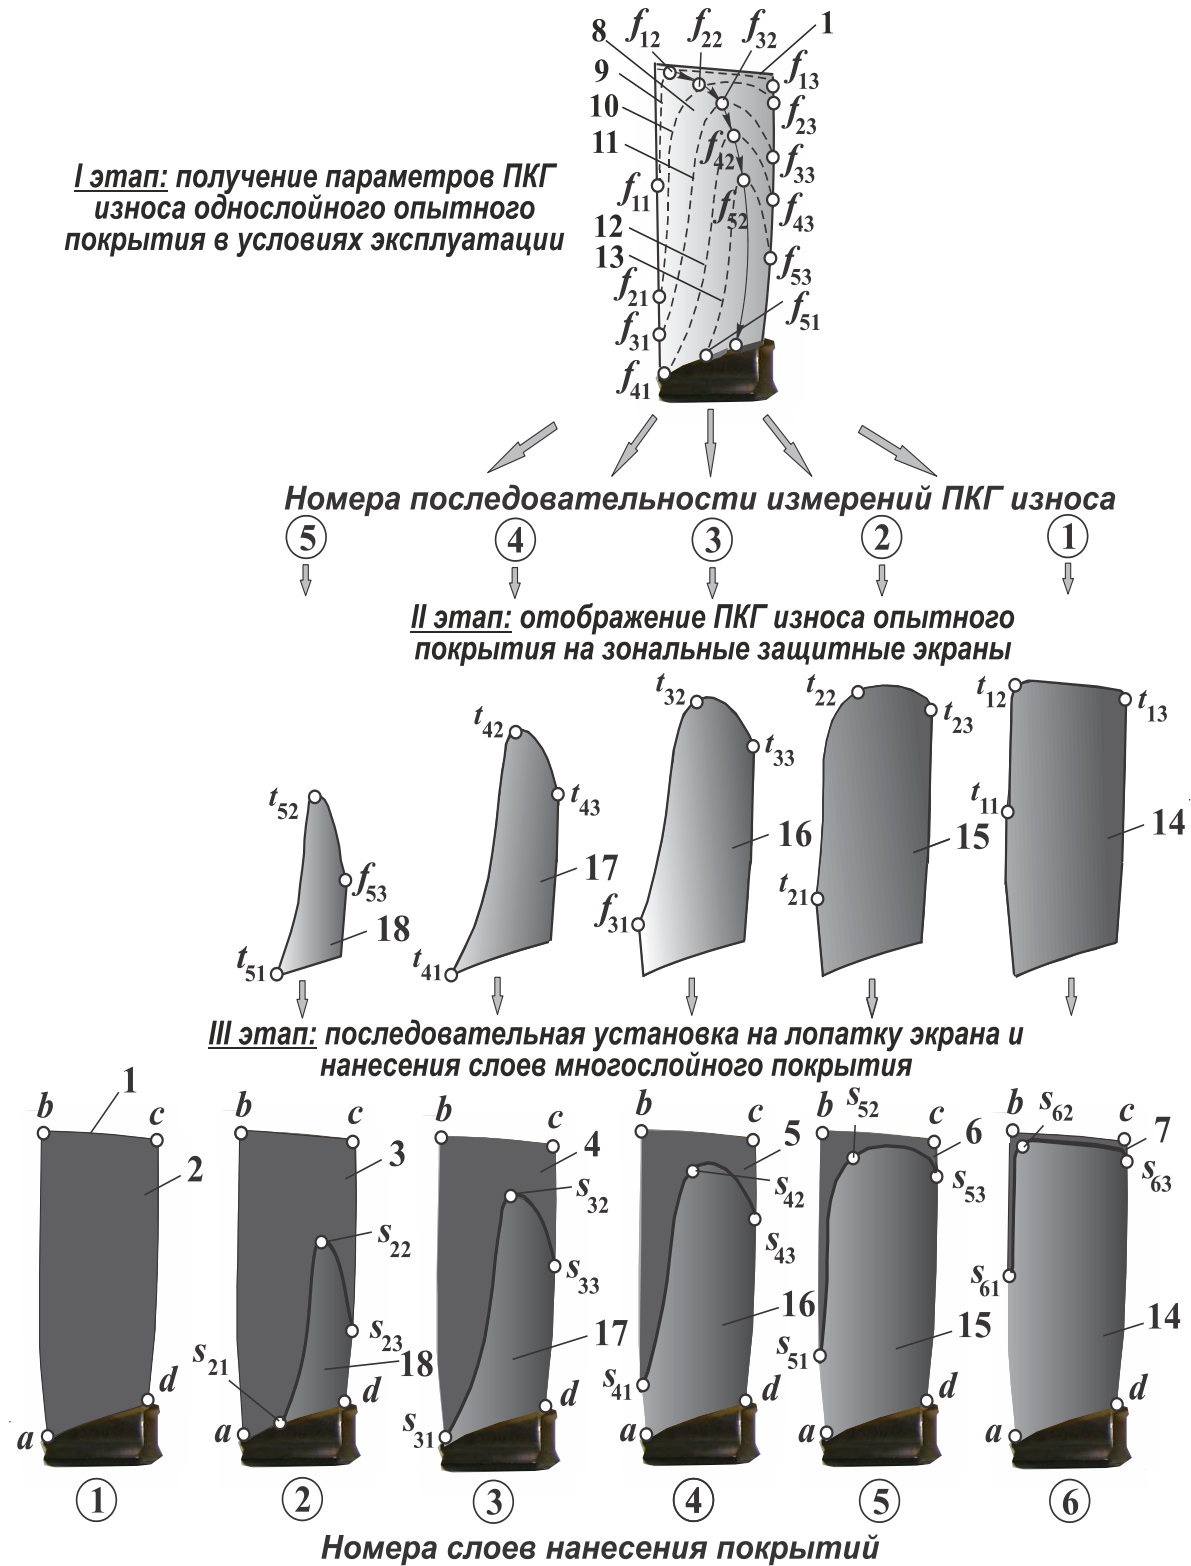 8 f12 f22 f32 1
9 f13
10 f23
11 f42 f33
I этап: получение параметров ПКГ
износа однослойного опытного
покрытия в условиях эксплуатации
f11 f52 f43
12
13 f53
f21 f51
f31
f41
Номера последовательности измерений ПКГ износа
5 4 3 2 1
II этап: отображение ПКГ износа опытного
покрытия на зональные защитные экраны
t52 t42 t32 t22 t12
t43 t33 t23 t13
f53 f31 t21 t11
18 17 16 15 14
t51 t41
III этап: последовательная установка на лопатку экрана и
нанесения слоев многослойного покрытия
b 1 c b c b c b c b s52 c b s62 c
2 3 4 5 6 7
s22 s32 s42 s53 s63
s23 s33 s43
s21 s31 s41 s51 s61
18 17 16 15 14
a d a d d a d a d a d
1 2 3 4 5 6
Номера слоев нанесения покрытий